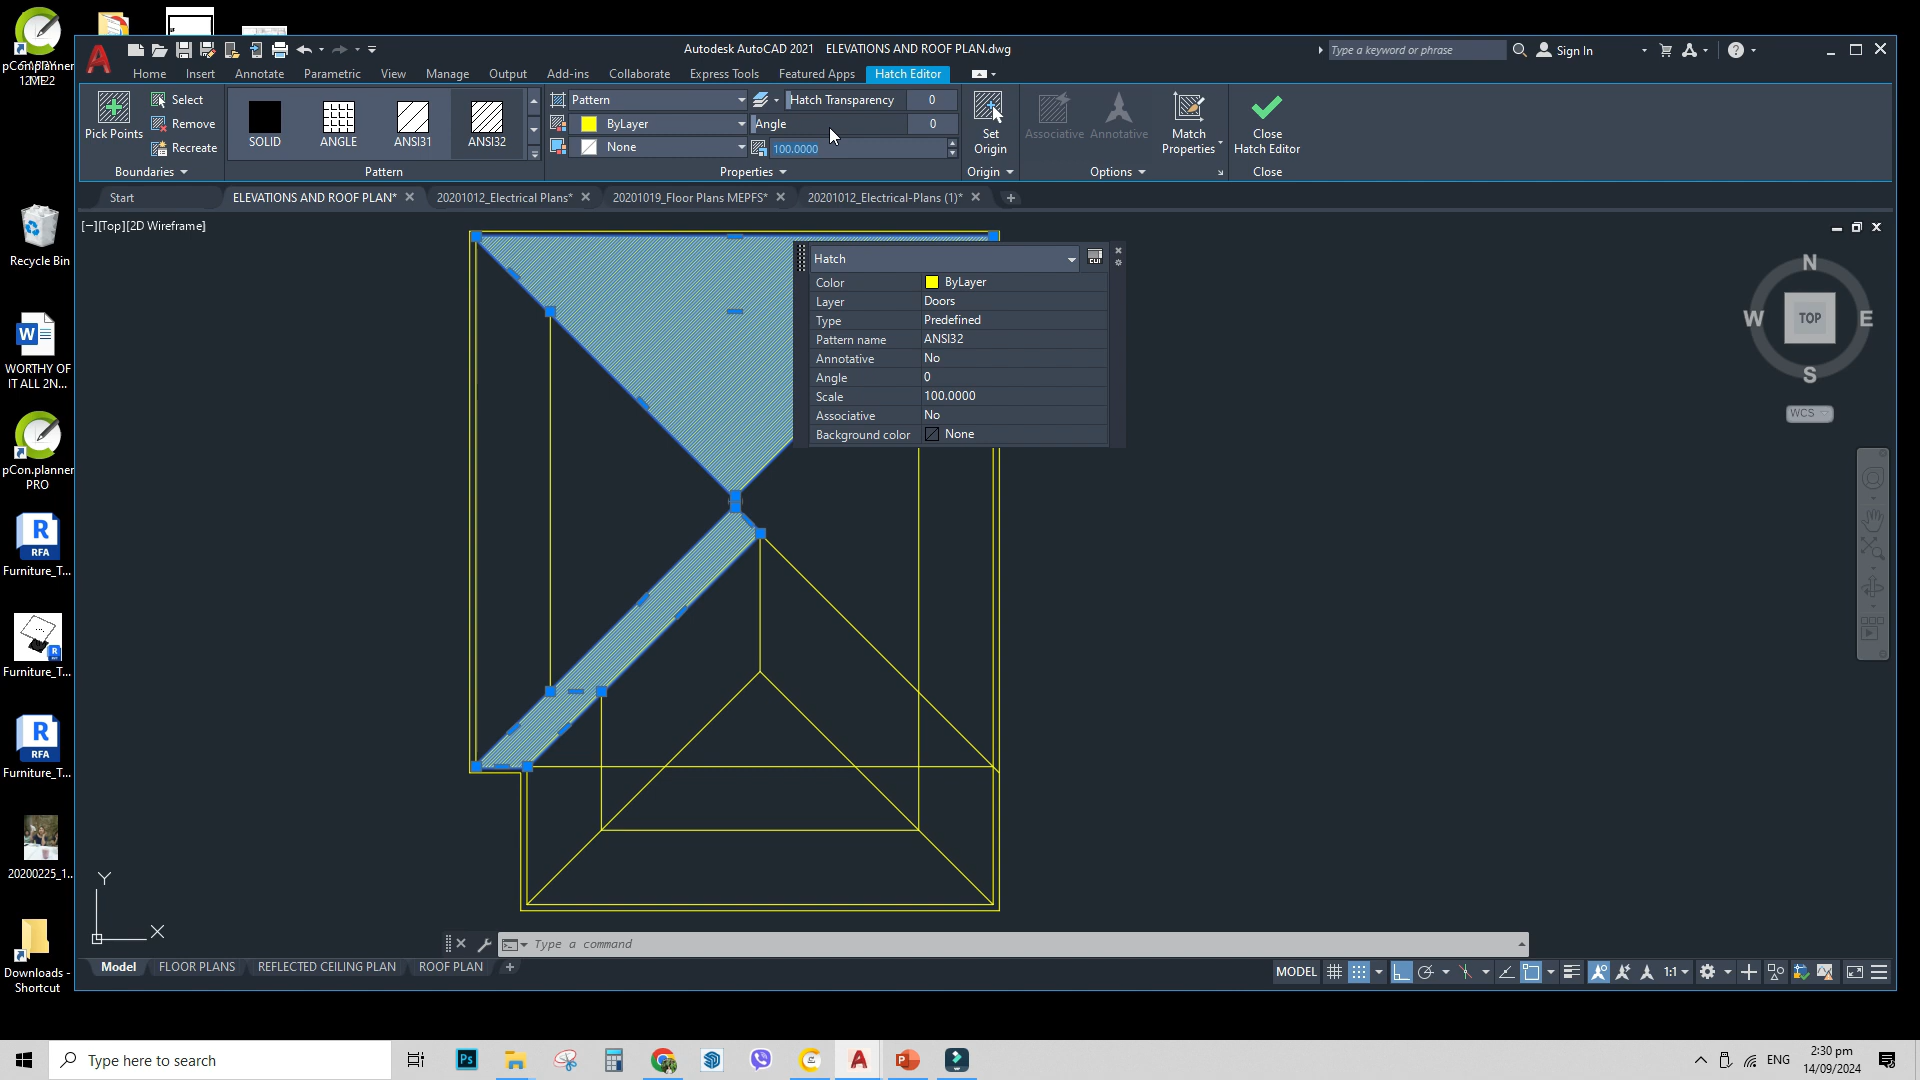 pCon.planner
12ME22
Recycle Bin
WORTHY OF
IT ALL 2N...
pCon.planner
PRO
Furniture_T...
Furniture_T...
Furniture_T...
20200225_1...
Downloads -
Shortcut
Autodesk AutoCAD 2021 ELEVATIONS AND ROOF PLAN.dwg
Type a keyword or phrase
Sign In
Home Insert Annotate Parametric View Manage Output Add-ins Collaborate Express Tools Featured Apps Hatch Editor
Pick Points
Select
Remove
Recreate
Boundaries
SOLID ANGLE ANSI31 ANSI32
Pattern
Pattern
ByLayer
None
Hatch Transparency 0
Angle 0
100.0000
Properties
Set
Origin
Origin
Associative Annotative
Match
Properties
Options
Close
Hatch Editor
Close
Start ELEVATIONS AND ROOF PLAN* 20201012_Electrical Plans* 20201019_Floor Plans MEPFS* 20201012_Electrical-Plans (1)*
[−][Top][2D Wireframe]
Hatch
Color ByLayer
Layer Doors
Type Predefined
Pattern name ANSI32
Annotative No
Angle 0
Scale 100.0000
Associative No
Background color None
N
W TOP E
S
WCS
Y
X
Type a command
Model FLOOR PLANS REFLECTED CEILING PLAN ROOF PLAN
MODEL
1:1
Type here to search
Ps
ENG
2:30 pm
14/09/2024